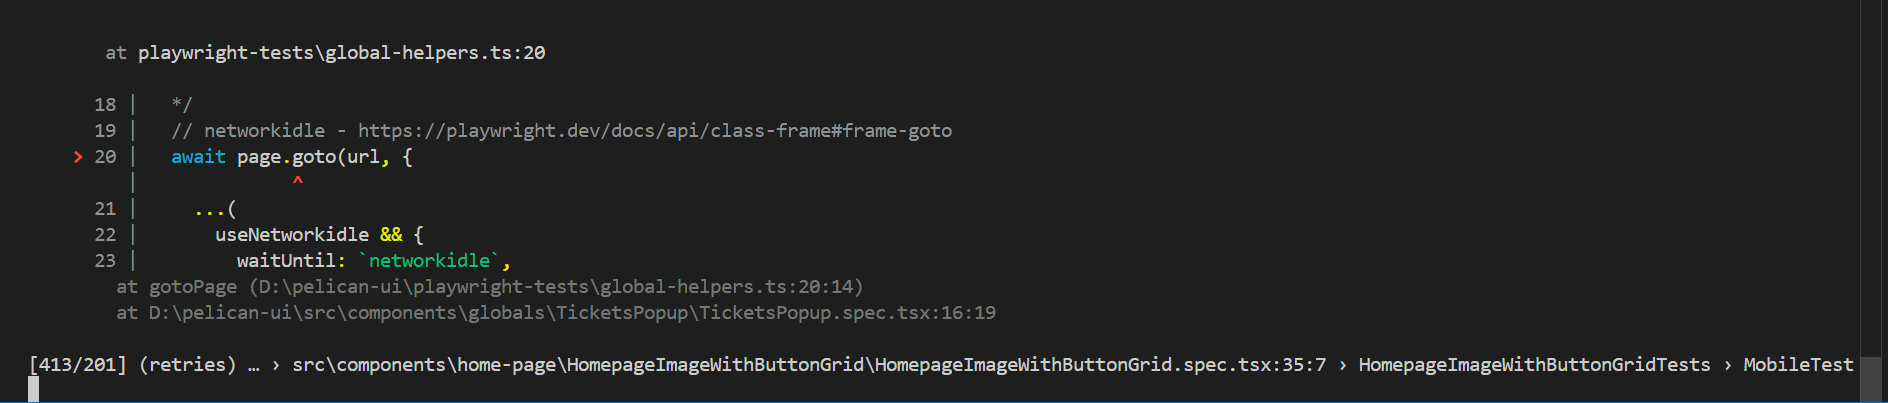 at playwright-tests\global-helpers.ts:20
18 | */
19 | // networkidle - https://playwright.dev/docs/api/class-frame#frame-goto
> 20 | await page.goto(url, {
| ^
21 | ...(
22 | useNetworkidle && {
23 | waitUntil: `networkidle`,
at gotoPage (D:\pelican-ui\playwright-tests\global-helpers.ts:20:14)
at D:\pelican-ui\src\components\globals\TicketsPopup\TicketsPopup.spec.tsx:16:19
[413/201] (retries) … › src\components\home-page\HomepageImageWithButtonGrid\HomepageImageWithButtonGrid.spec.tsx:35:7 › HomepageImageWithButtonGridTests › MobileTest